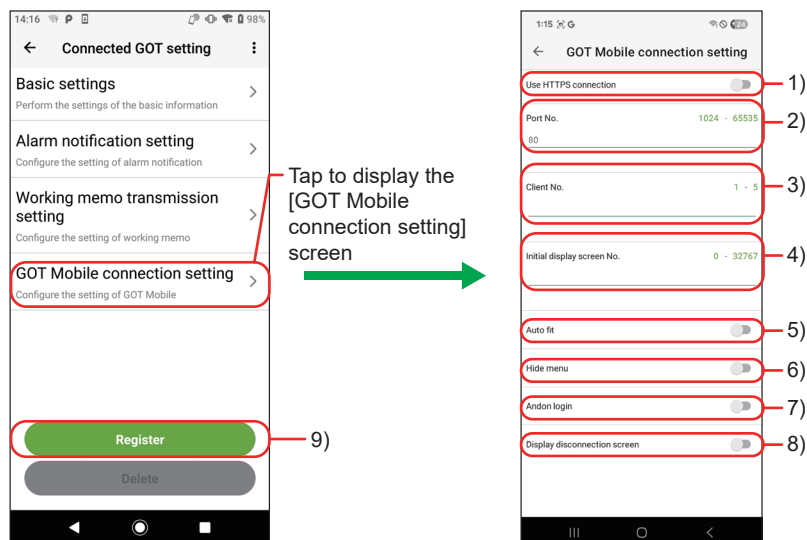 14:16 P 98%
Connected GOT setting
Basic settings
Perform the settings of the basic information
Alarm notification setting
Configure the setting of alarm notification
Working memo transmission
setting
Configure the setting of working memo
GOT Mobile connection setting
Configure the setting of GOT Mobile
Register
9)
Delete
Tap to display the
[GOT Mobile
connection setting]
screen
1:15 G 24
GOT Mobile connection setting
Use HTTPS connection
1)
Port No. 1024 - 65535
2)
80
Client No. 1 - 5
3)
Initial display screen No. 0 - 32767
4)
Auto fit
5)
Hide menu
6)
Andon login
7)
Display disconnection screen
8)